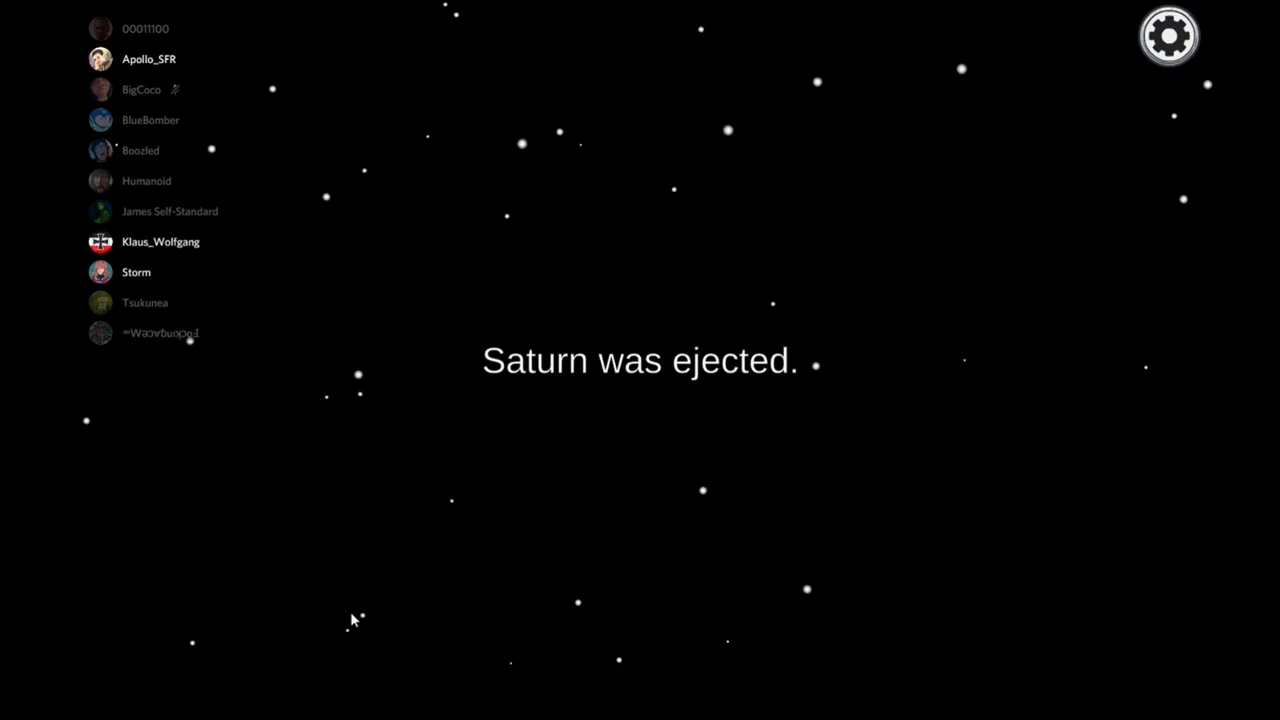 00011100
Apollo_SFR
BigCoco
BlueBomber
Boozled
Humanoid
James Self-Standard
Klaus_Wolfgang
Storm
Tsukunea
Saturn was ejected.